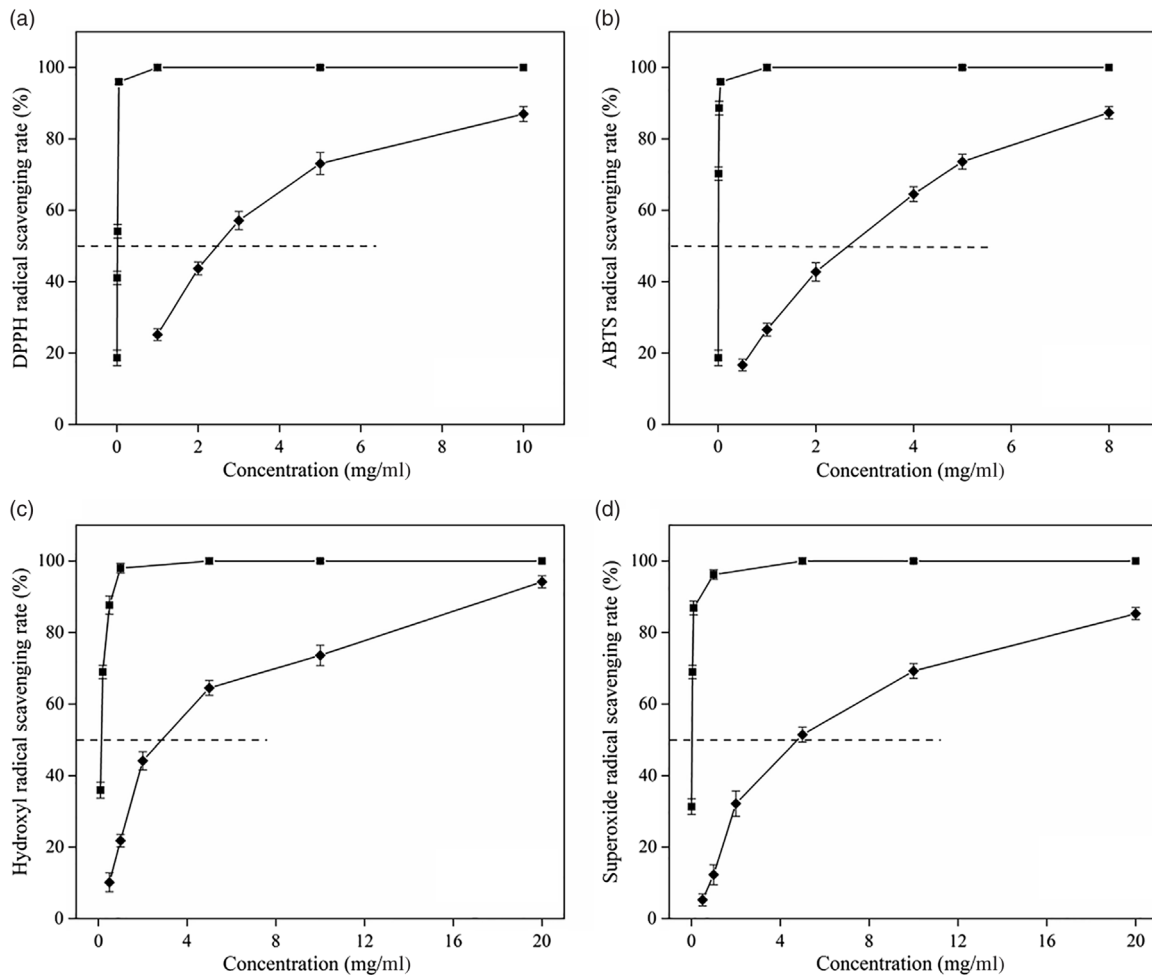 (a)
DPPH radical scavenging rate (%)
100
80
60
40
20
0
0 2 4 6 8 10
Concentration (mg/ml)
(b)
ABTS radical scavenging rate (%)
100
80
60
40
20
0
0 2 4 6 8
Concentration (mg/ml)
(c)
Hydroxyl radical scavenging rate (%)
100
80
60
40
20
0
0 4 8 12 16 20
Concentration (mg/ml)
(d)
Superoxide radical scavenging rate (%)
100
80
60
40
20
0
0 4 8 12 16 20
Concentration (mg/ml)